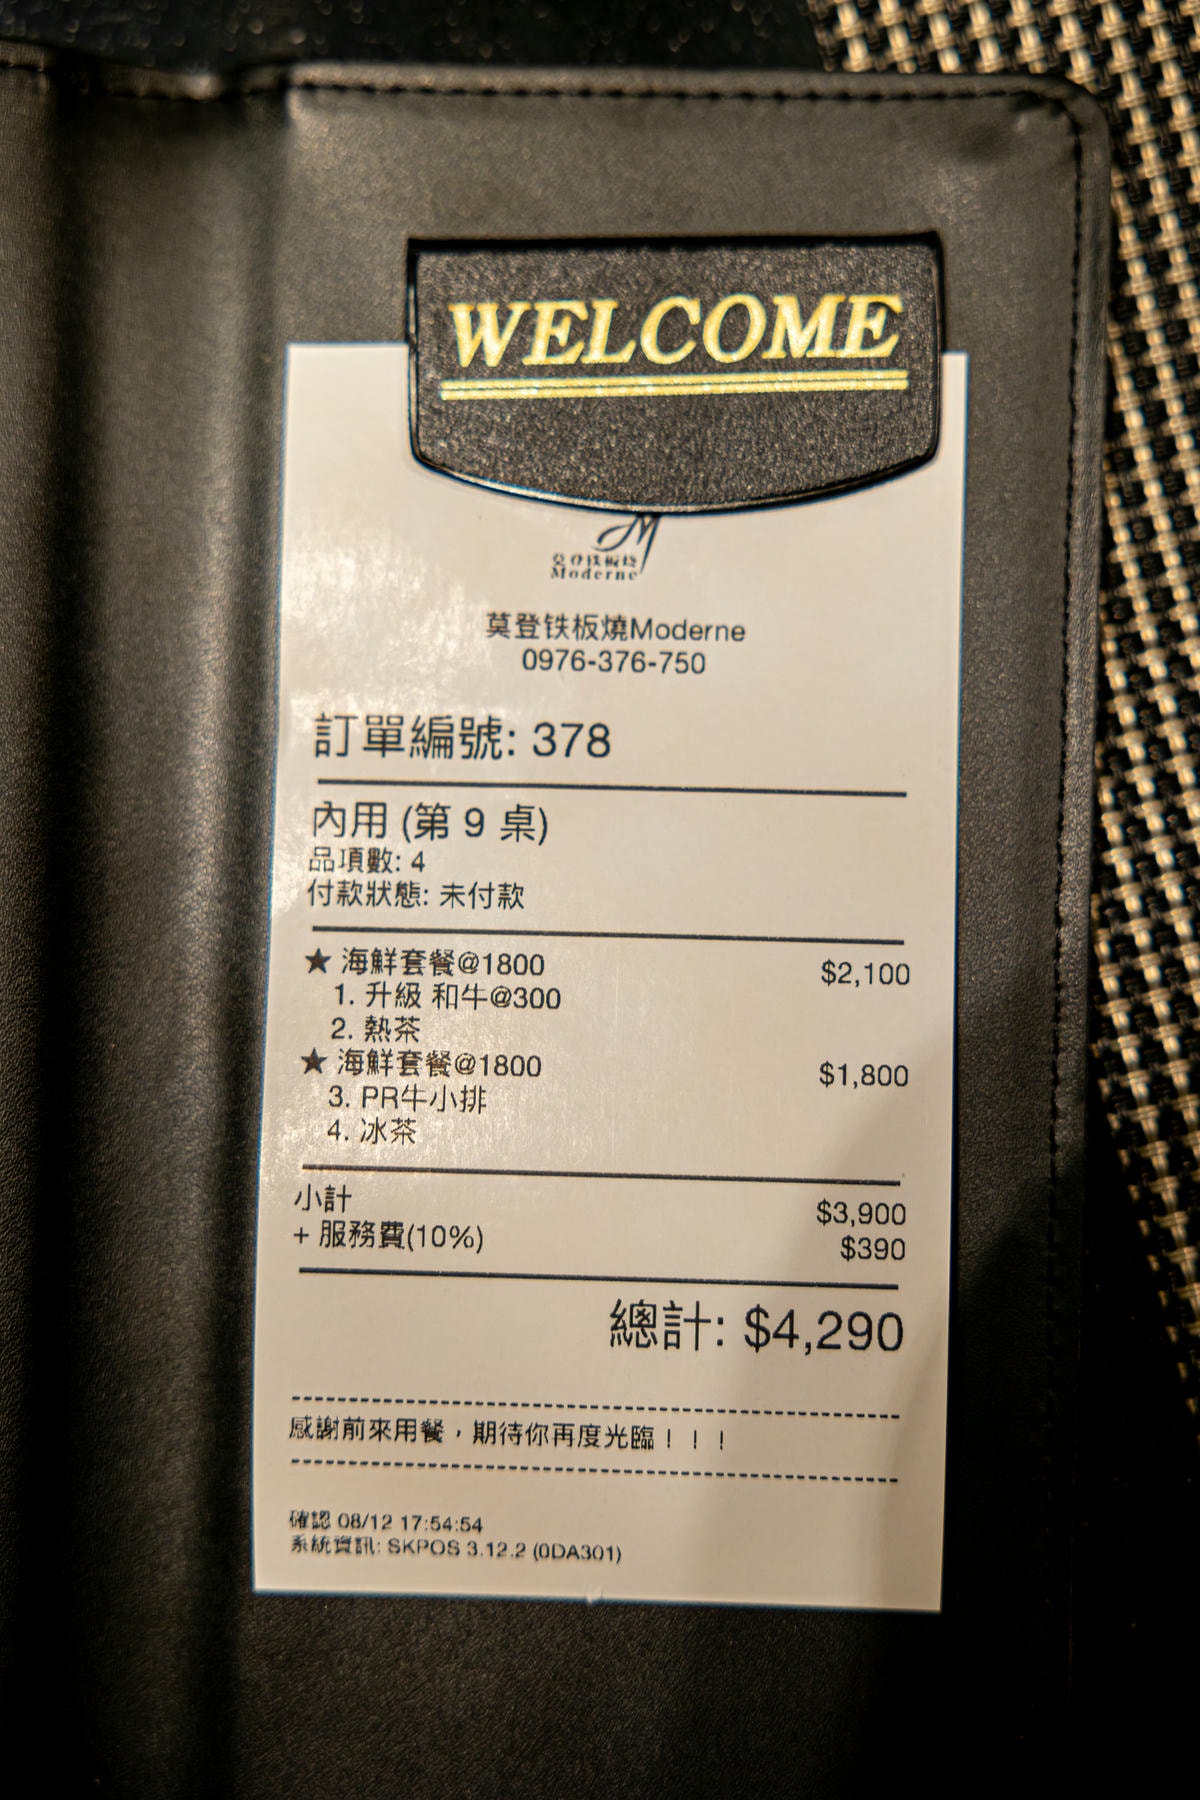 WELCOME
M
莫登铁板燒
Moderne
莫登铁板燒Moderne
0976-376-750
訂單編號: 378
內用 (第 9 桌)
品項數: 4
付款狀態: 未付款
★ 海鮮套餐@1800 $2,100
1. 升級 和牛@300
2. 熱茶
★ 海鮮套餐@1800 $1,800
3. PR牛小排
4. 冰茶
小計 $3,900
+ 服務費(10%) $390
總計: $4,290
感謝前來用餐，期待你再度光臨！！！
確認 08/12 17:54:54
系統資訊: SKPOS 3.12.2 (0DA301)